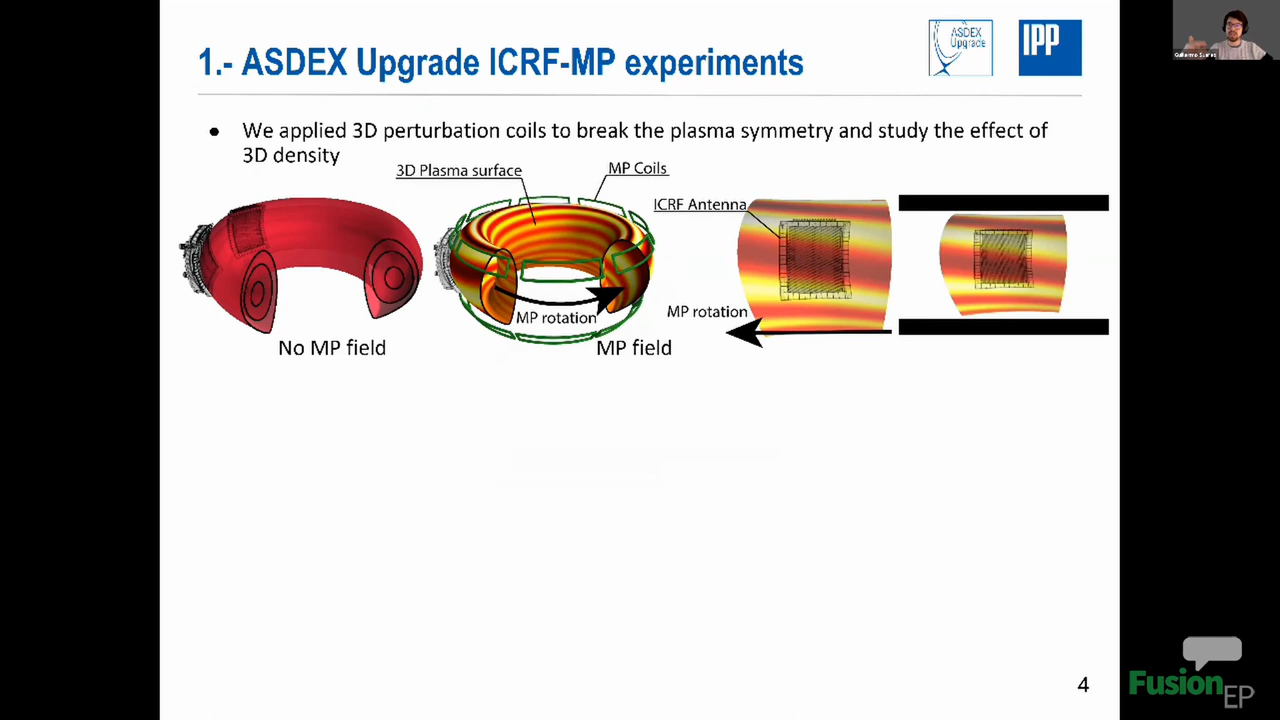 1.- ASDEX Upgrade ICRF-MP experiments
ASDEX
Upgrade
IPP
● We applied 3D perturbation coils to break the plasma symmetry and study the effect of
3D density
3D Plasma surface
MP Coils
ICRF Antenna
MP rotation
MP rotation
No MP field
MP field
4
Fusion
EP